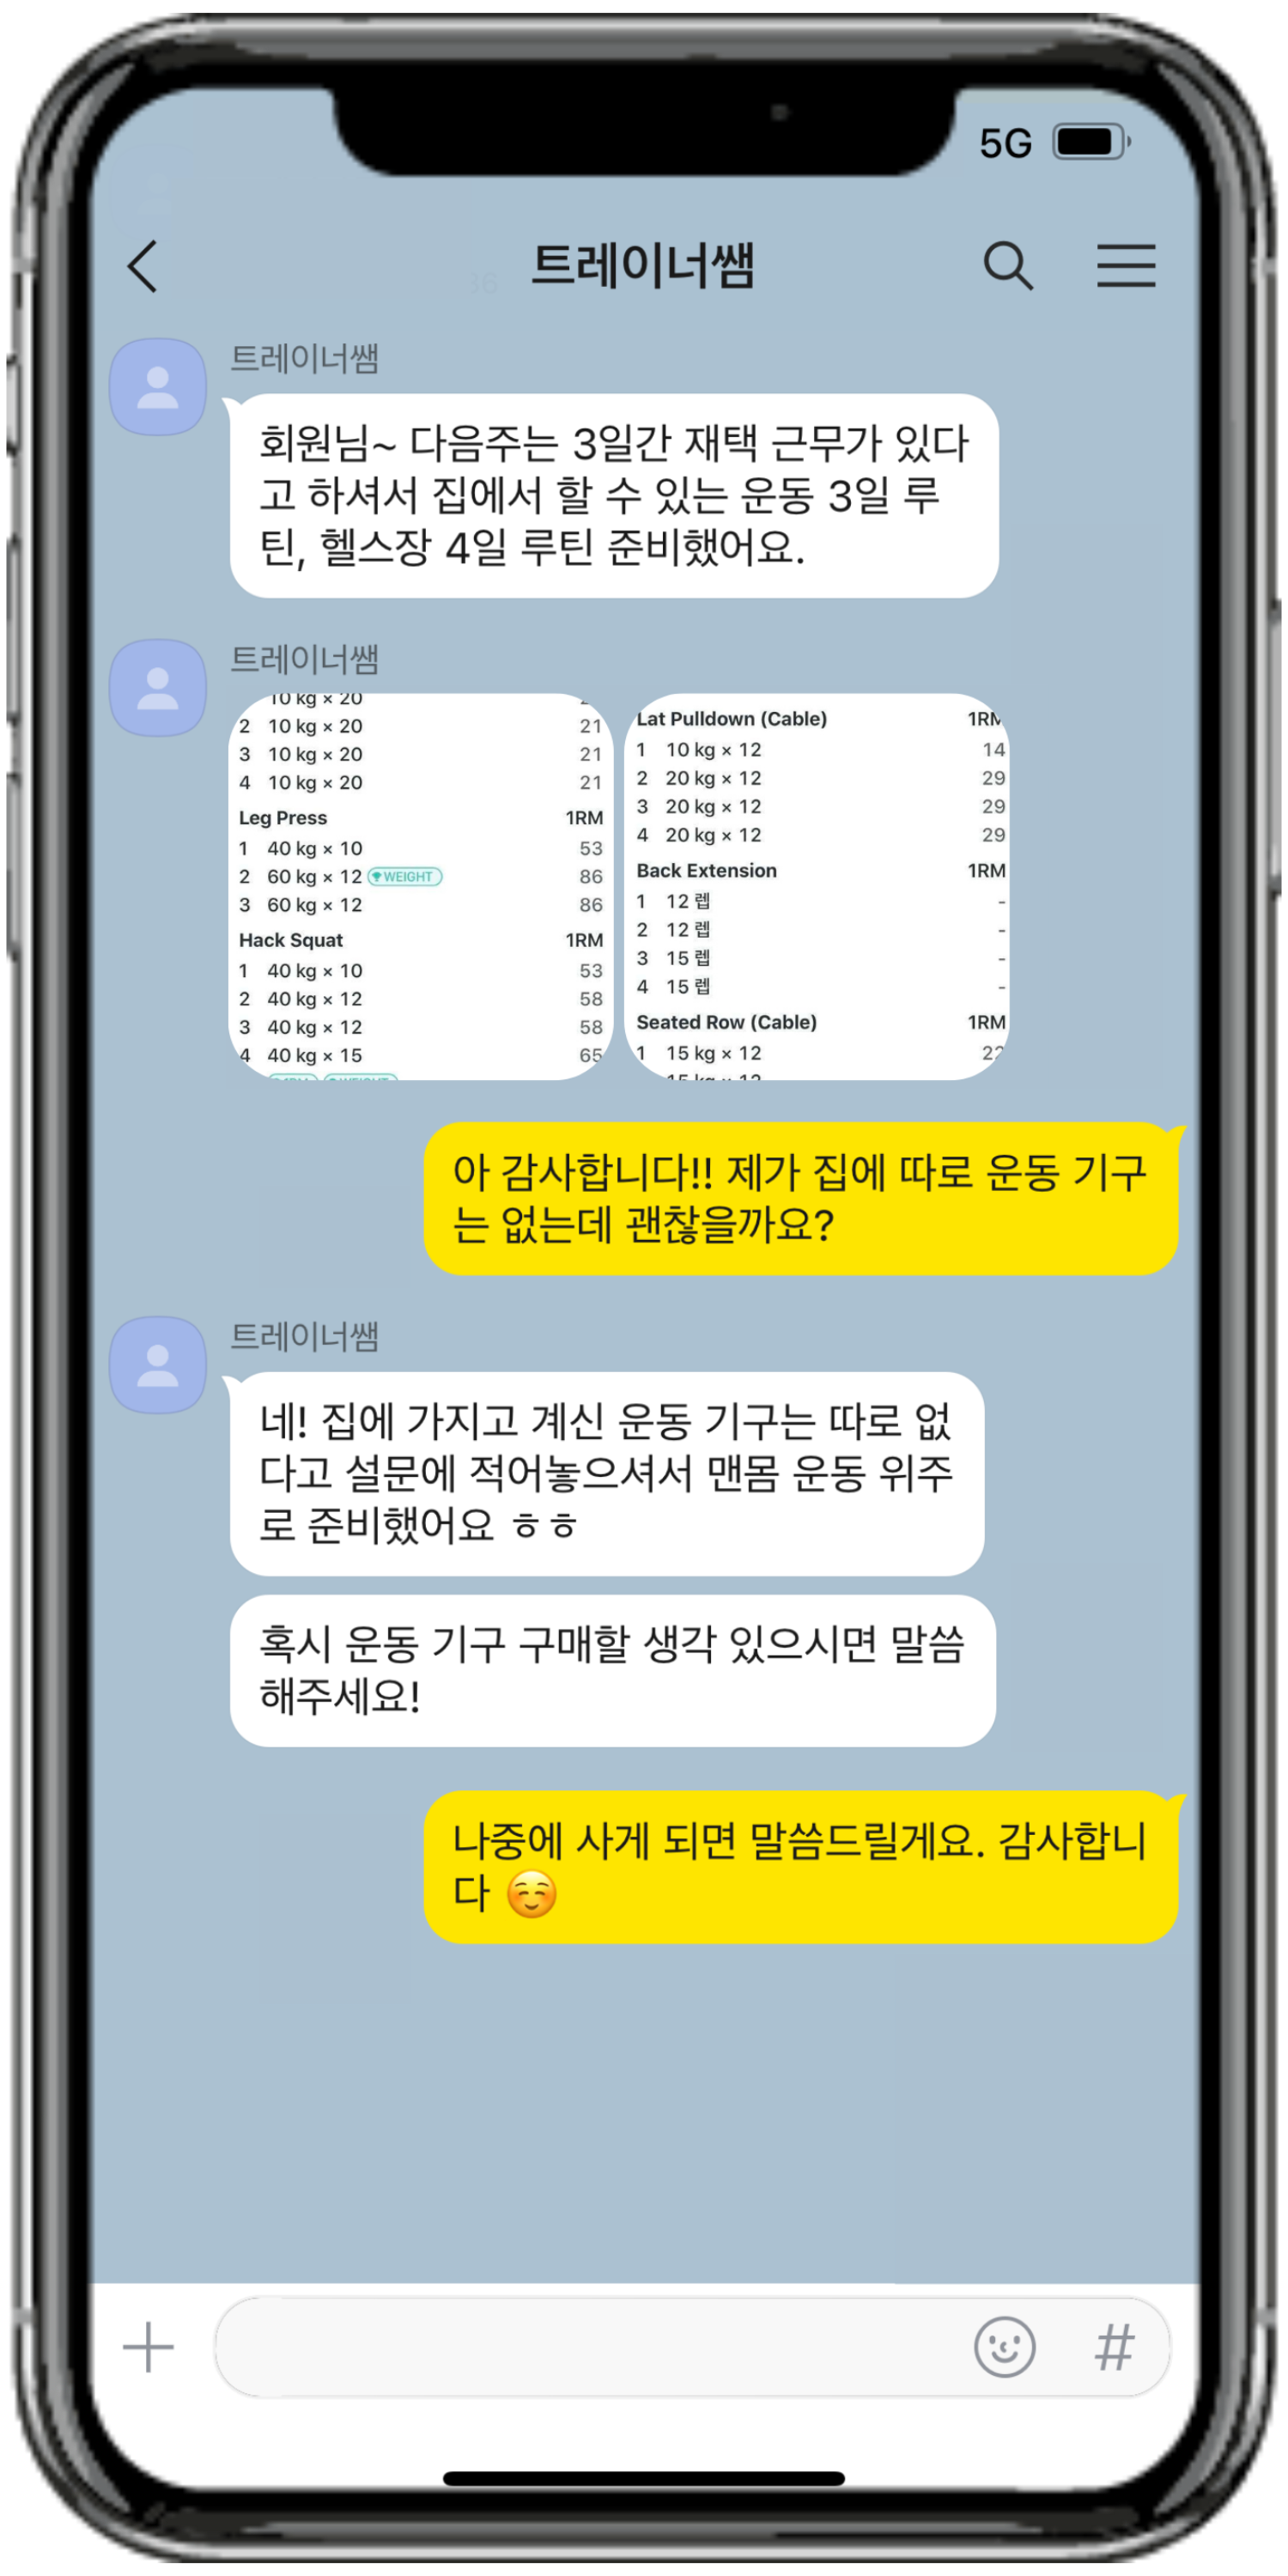 5G
트레이너쌤
트레이너쌤
회원님~ 다음주는 3일간 재택 근무가 있다
고 하셔서 집에서 할 수 있는 운동 3일 루
틴, 헬스장 4일 루틴 준비했어요.
트레이너쌤
10 kg × 20
2 10 kg × 20 21
3 10 kg × 20 21
4 10 kg × 20 21
Leg Press 1RM
1 40 kg × 10 53
2 60 kg × 12 WEIGHT 86
3 60 kg × 12 86
Hack Squat 1RM
1 40 kg × 10 53
2 40 kg × 12 58
3 40 kg × 12 58
4 40 kg × 15 65
Lat Pulldown (Cable) 1RM
1 10 kg × 12 14
2 20 kg × 12 29
3 20 kg × 12 29
4 20 kg × 12 29
Back Extension 1RM
1 12 렙 -
2 12 렙 -
3 15 렙 -
4 15 렙 -
Seated Row (Cable) 1RM
1 15 kg × 12 22
15 kg × 12
아 감사합니다!! 제가 집에 따로 운동 기구
는 없는데 괜찮을까요?
트레이너쌤
네! 집에 가지고 계신 운동 기구는 따로 없
다고 설문에 적어놓으셔서 맨몸 운동 위주
로 준비했어요 ㅎㅎ
혹시 운동 기구 구매할 생각 있으시면 말씀
해주세요!
나중에 사게 되면 말씀드릴게요. 감사합니
다 ☺️
#